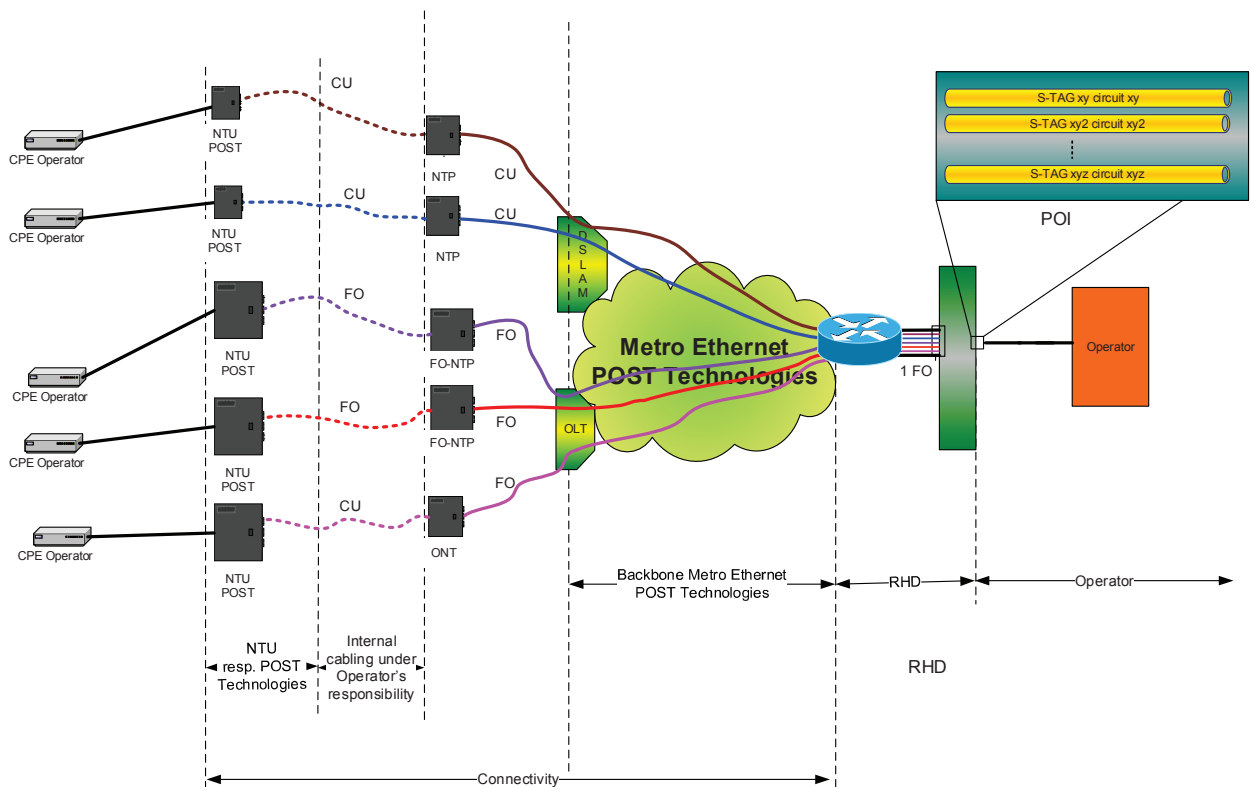 CU
S-TAG xy circuit xy
S-TAG xy2 circuit xy2
S-TAG xyz circuit xyz
POI
CPE Operator
NTU
POST
NTP
CU
CPE Operator
NTU
POST
CU
NTP
CU
D
S
L
A
M
CPE Operator
NTU
POST
FO
FO-NTP
FO
Metro Ethernet
POST Technologies
1 FO
Operator
CPE Operator
NTU
POST
FO
FO-NTP
FO
OLT
CPE Operator
NTU
POST
CU
ONT
FO
Backbone Metro Ethernet
POST Technologies
RHD
Operator
NTU
resp. POST
Technologies
Internal
cabling under
Operator's
responsibility
RHD
Connectivity